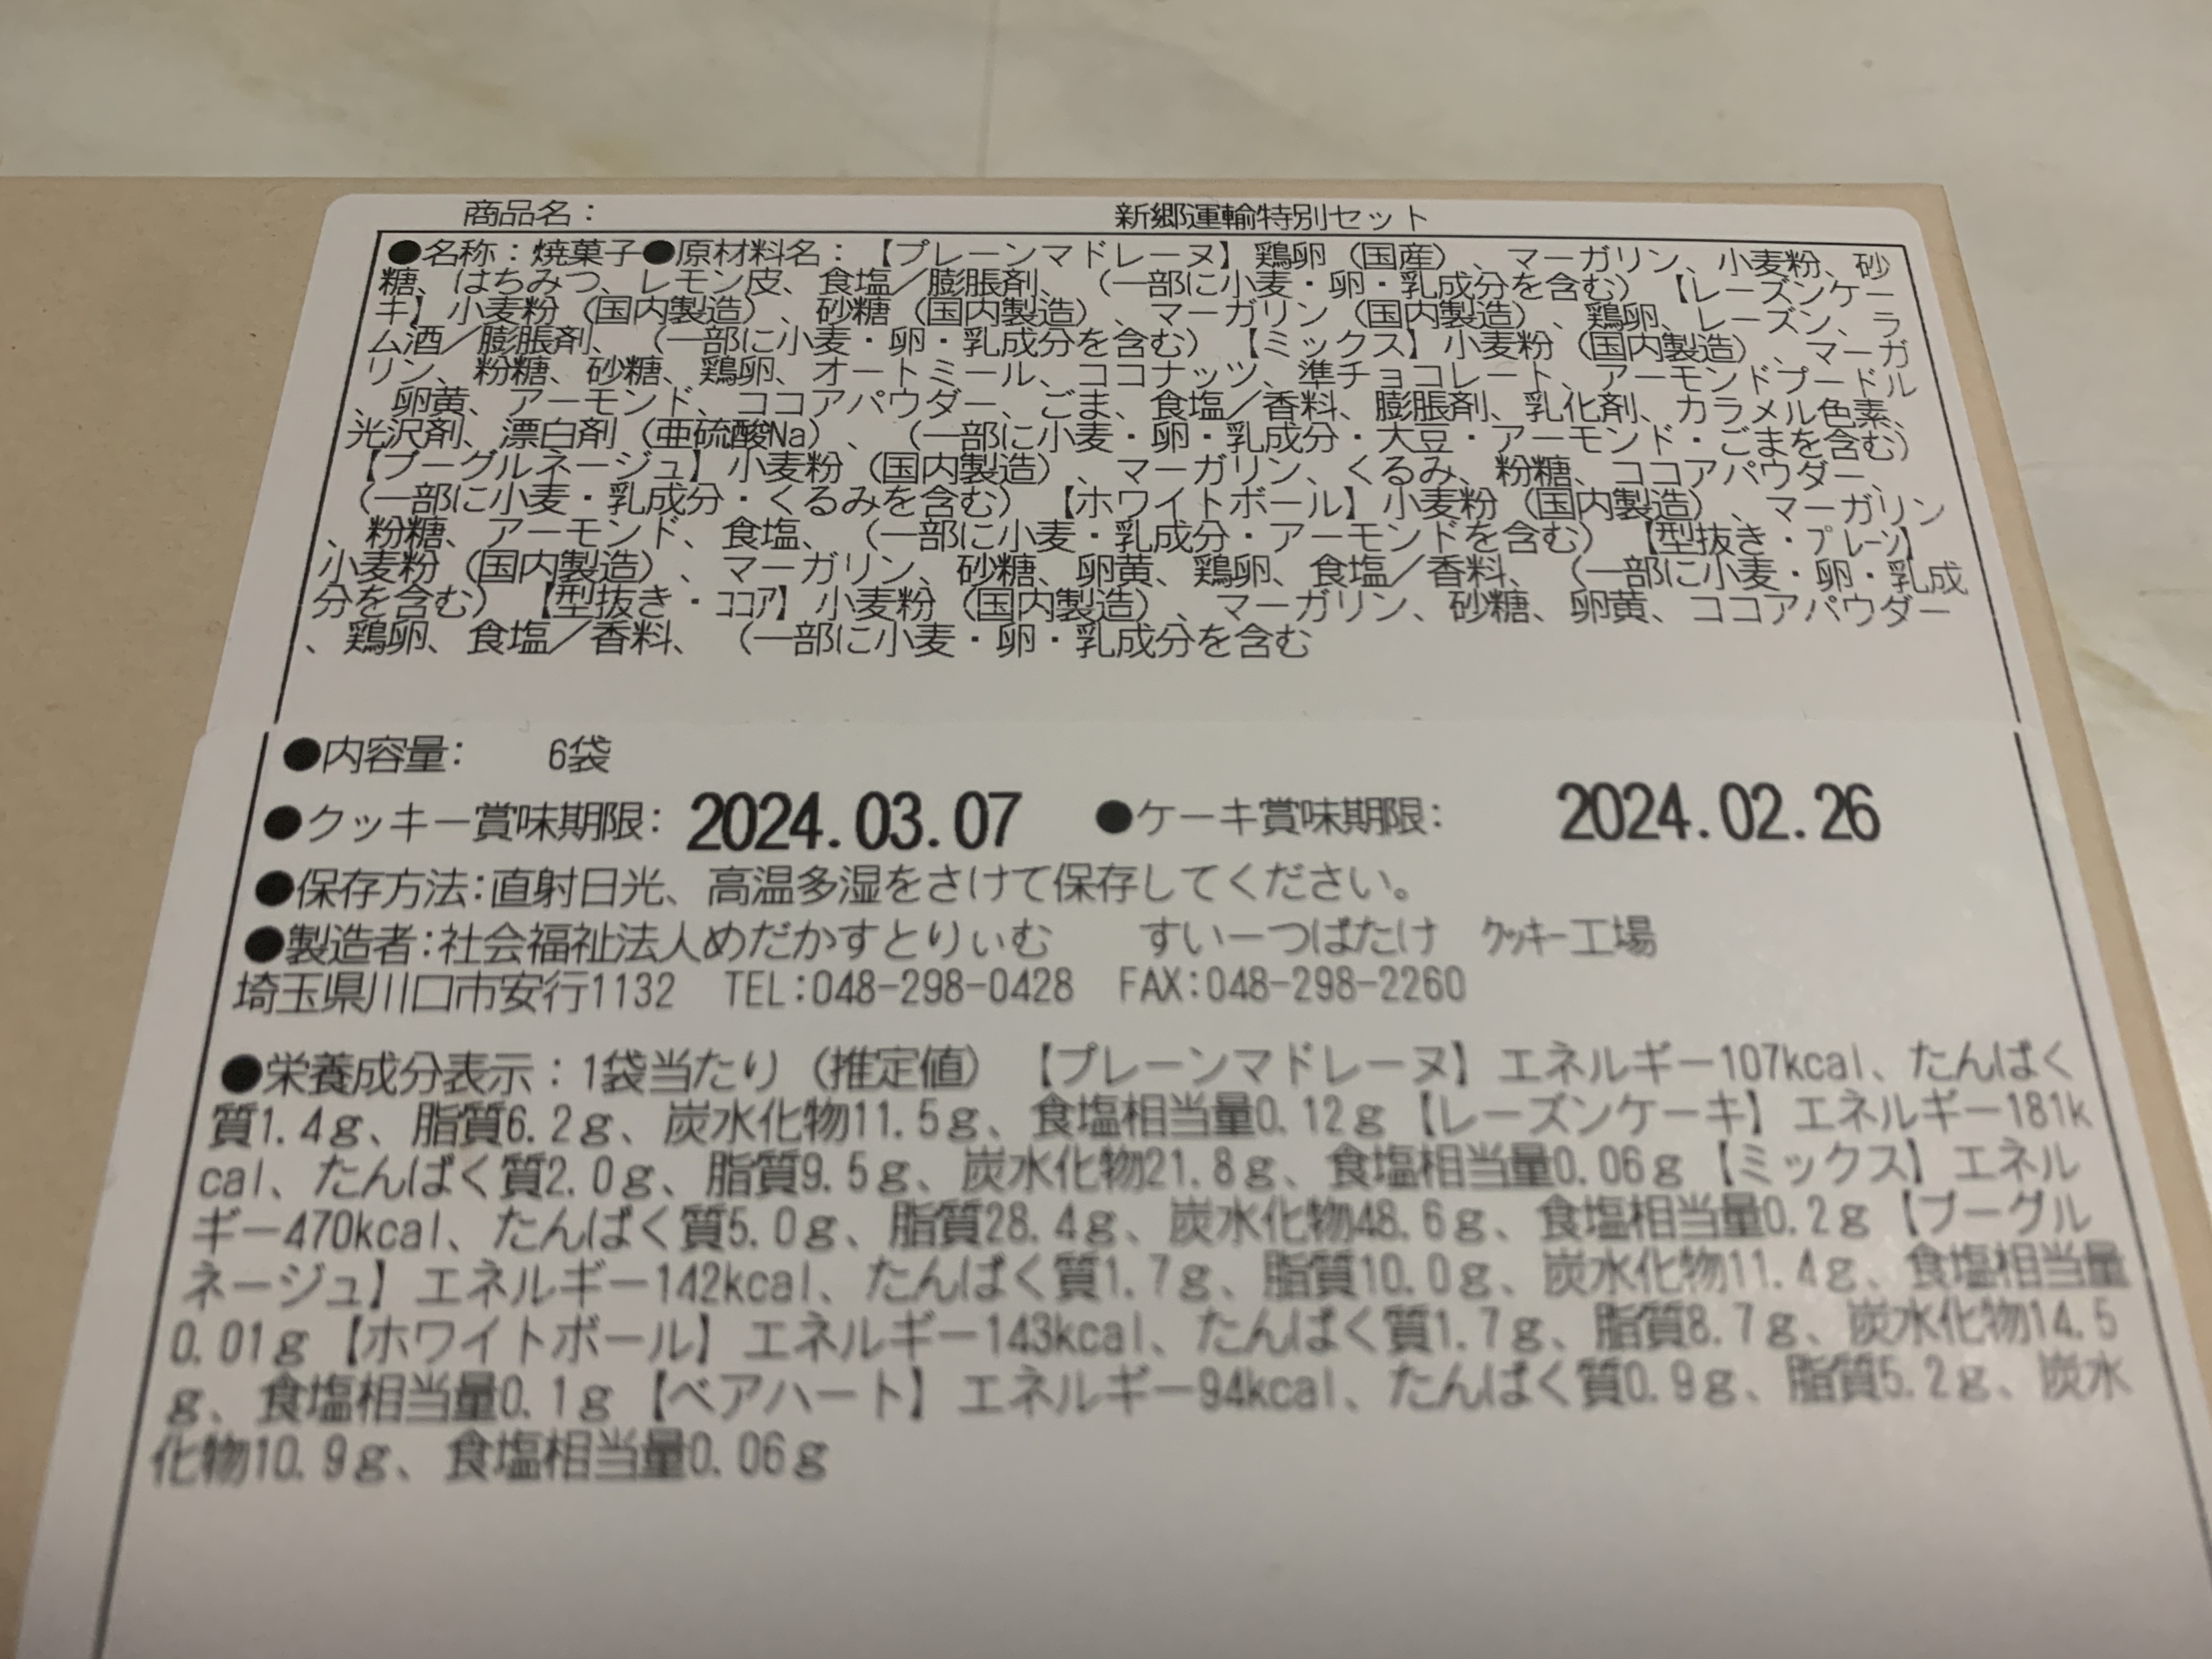 商品名： 新郷運輸特別セット
●名称：焼菓子●原材料名：【プレーンマドレーヌ】鶏卵（国産）、マーガリン、小麦粉、砂
糖、はちみつ、レモン皮、食塩／膨脹剤、（一部に小麦・卵・乳成分を含む）【レーズンケー
キ】小麦粉（国内製造）、砂糖（国内製造）、マーガリン（国内製造）、鶏卵、レーズン、ラ
ム酒／膨脹剤、（一部に小麦・卵・乳成分を含む）【ミックス】小麦粉（国内製造）、マーガ
リン、粉糖、砂糖、鶏卵、オートミール、ココナッツ、準チョコレート、アーモンドプードル
、卵黄、アーモンド、ココアパウダー、ごま、食塩／香料、膨脹剤、乳化剤、カラメル色素、
光沢剤、漂白剤（亜硫酸Na）、（一部に小麦・卵・乳成分・大豆・アーモンド・ごまを含む）
【ブーグルネージュ】小麦粉（国内製造）、マーガリン、くるみ、粉糖、ココアパウダー、
（一部に小麦・乳成分・くるみを含む）【ホワイトボール】小麦粉（国内製造）、マーガリン
、粉糖、アーモンド、食塩、（一部に小麦・乳成分・アーモンドを含む）【型抜き・ﾌﾟﾚｰﾝ】
小麦粉（国内製造）、マーガリン、砂糖、卵黄、鶏卵、食塩／香料、（一部に小麦・卵・乳成
分を含む）【型抜き・ｺｺｱ】小麦粉（国内製造）、マーガリン、砂糖、卵黄、ココアパウダー
、鶏卵、食塩／香料、（一部に小麦・卵・乳成分を含む
●内容量： 6袋
●クッキー賞味期限：2024.03.07 ●ケーキ賞味期限： 2024.02.26
●保存方法：直射日光、高温多湿をさけて保存してください。
●製造者：社会福祉法人めだかすとりぃむ すいーつばたけ ｸｯｷｰ工場
埼玉県川口市安行1132 TEL：048-298-0428 FAX：048-298-2260
●栄養成分表示：1袋当たり（推定値）【プレーンマドレーヌ】エネルギー107kcal、たんぱく
質1.4g、脂質6.2g、炭水化物11.5g、食塩相当量0.12g【レーズンケーキ】エネルギー181k
cal、たんぱく質2.0g、脂質9.5g、炭水化物21.8g、食塩相当量0.06g【ミックス】エネル
ギー470kcal、たんぱく質5.0g、脂質28.4g、炭水化物48.6g、食塩相当量0.2g【ブーグル
ネージュ】エネルギー142kcal、たんぱく質1.7g、脂質10.0g、炭水化物11.4g、食塩相当量
0.01g【ホワイトボール】エネルギー143kcal、たんぱく質1.7g、脂質8.7g、炭水化物14.5
g、食塩相当量0.1g【ベアハート】エネルギー94kcal、たんぱく質0.9g、脂質5.2g、炭水
化物10.9g、食塩相当量0.06g